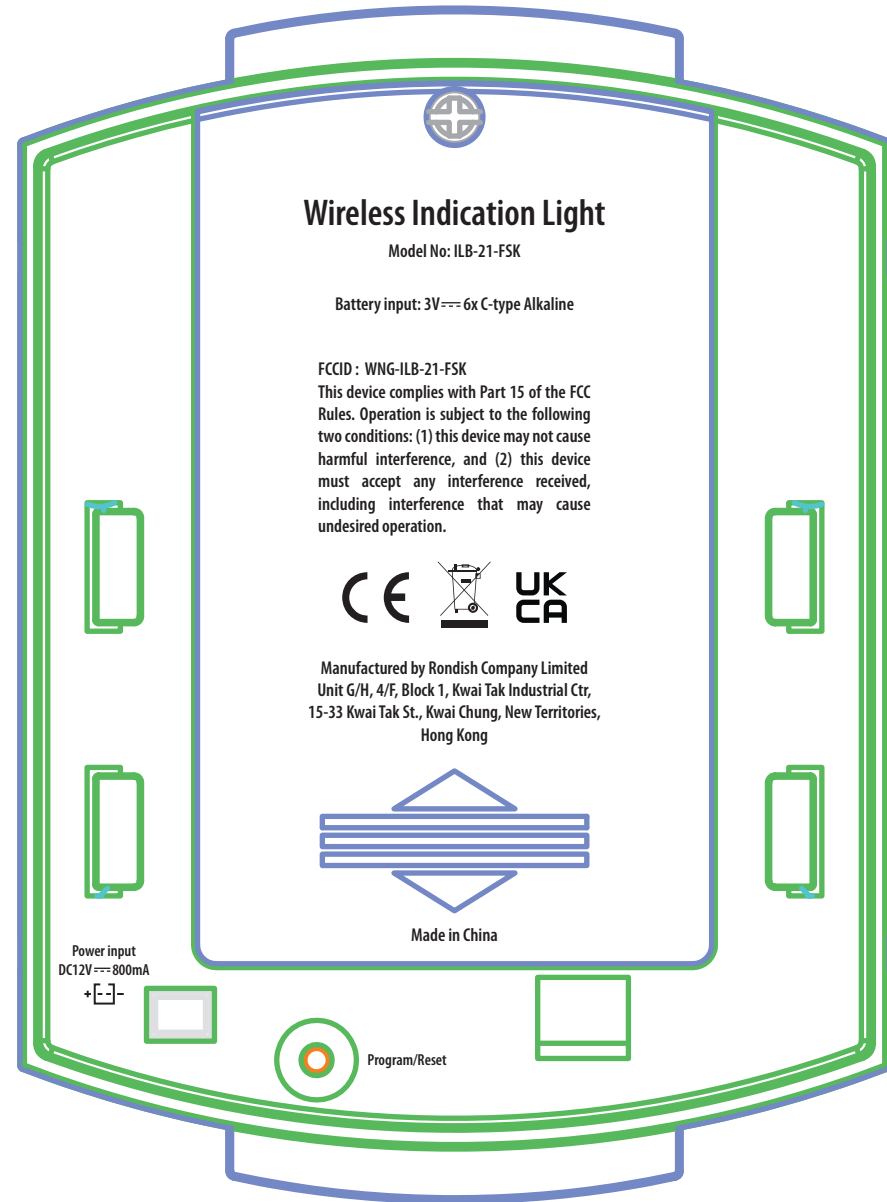 Wireless Indication Light
Model No: ILB-21-FSK
Battery input: 3V⎓6x C-type Alkaline
FCCID : WNG-ILB-21-FSK
This device complies with Part 15 of the FCC
Rules. Operation is subject to the following
two conditions: (1) this device may not cause
harmful interference, and (2) this device
must accept any interference received,
including interference that may cause
undesired operation.
CE
UK
CA
Manufactured by Rondish Company Limited
Unit G/H, 4/F, Block 1, Kwai Tak Industrial Ctr,
15-33 Kwai Tak St., Kwai Chung, New Territories,
Hong Kong
Made in China
Power input
DC12V⎓800mA
+[--]-
Program/Reset